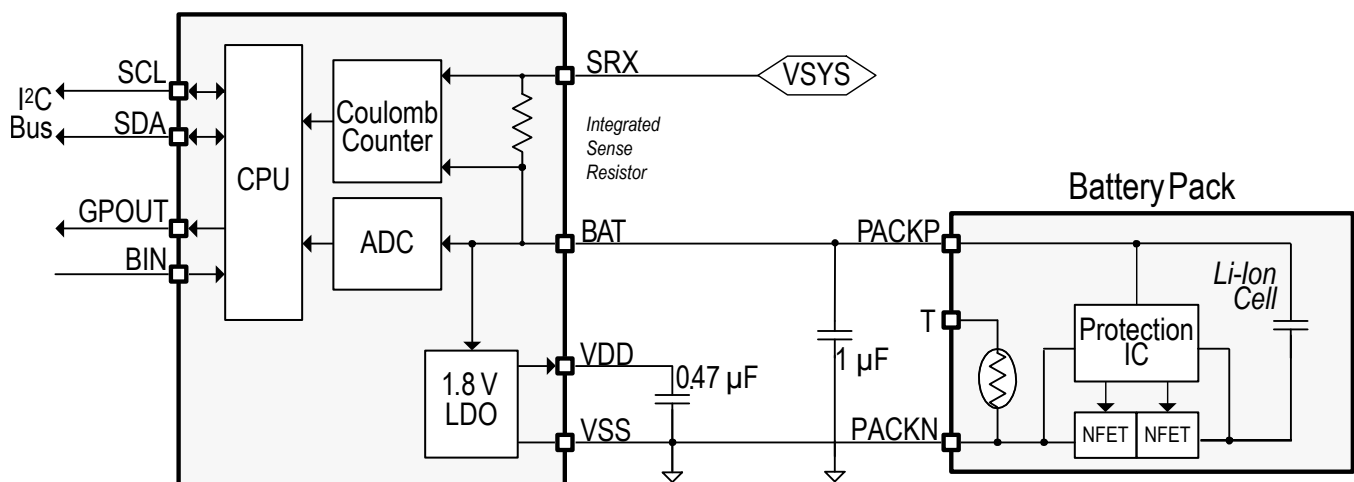 I²C
Bus
SCL
SDA
GPOUT
BIN
CPU
Coulomb
Counter
ADC
1.8 V
LDO
SRX
VSYS
Integrated
Sense
Resistor
BAT
VDD
0.47 µF
VSS
1 µF
Battery Pack
PACKP
T
PACKN
Protection
IC
NFET
NFET
Li-Ion
Cell